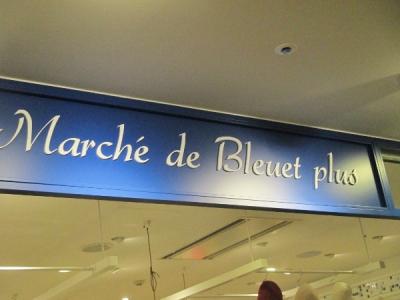 Marché de Bleuet plus